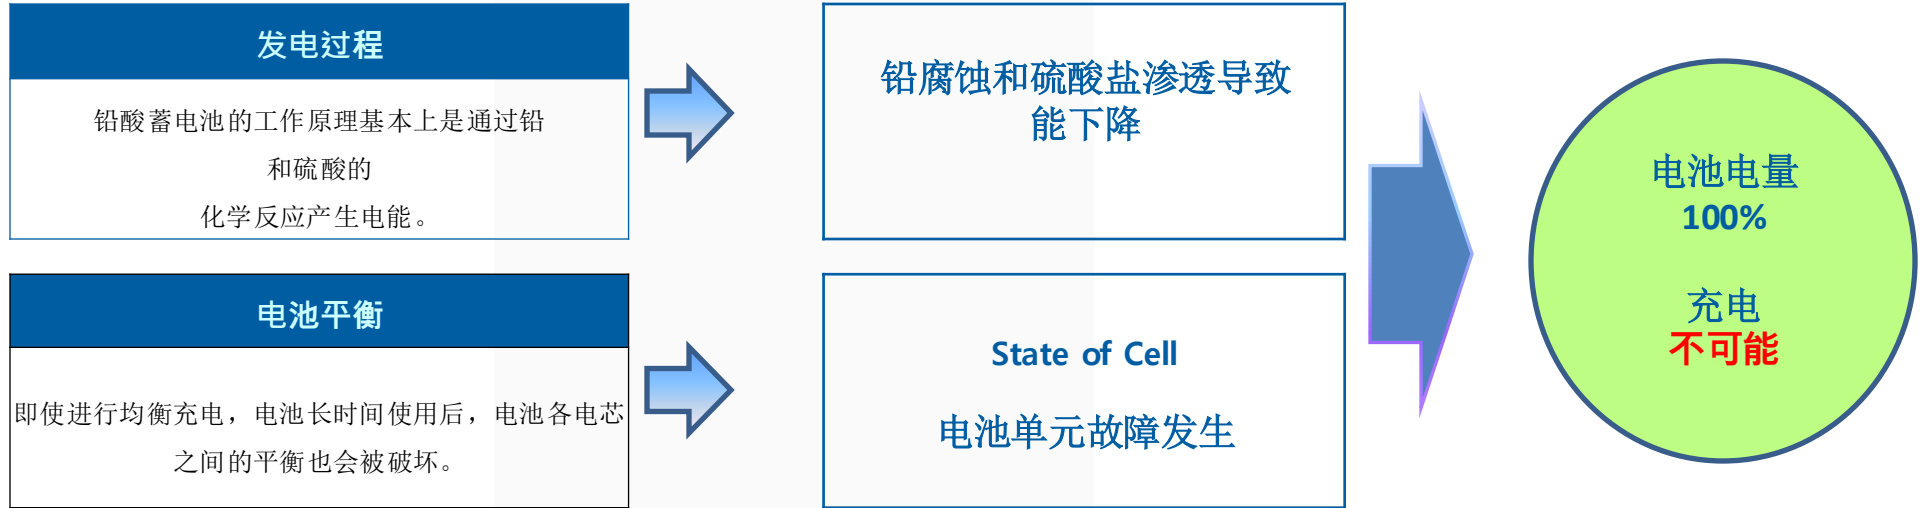 发电过程
铅酸蓄电池的工作原理基本上是通过铅
和硫酸的
化学反应产生电能。
铅腐蚀和硫酸盐渗透导致
能下降
电池平衡
即使进行均衡充电，电池长时间使用后，电池各电芯
之间的平衡也会被破坏。
State of Cell
电池单元故障发生
电池电量
100%
充电
不可能